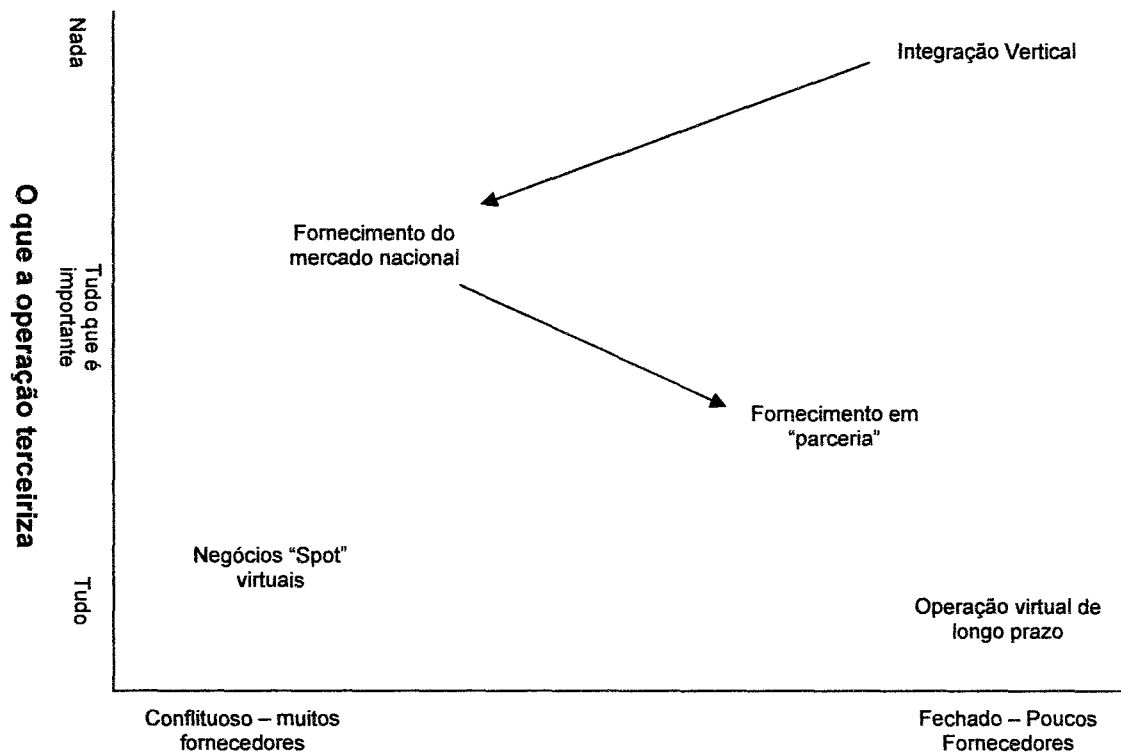 Nada
Integração Vertical
Fornecimento do
mercado nacional
Tudo que é
importante
O que a operação terceiriza
Fornecimento em
“parceria”
Negócios “Spot”
virtuais
Tudo
Operação virtual de
longo prazo
Conflituoso – muitos
fornecedores
Fechado – Poucos
Fornecedores